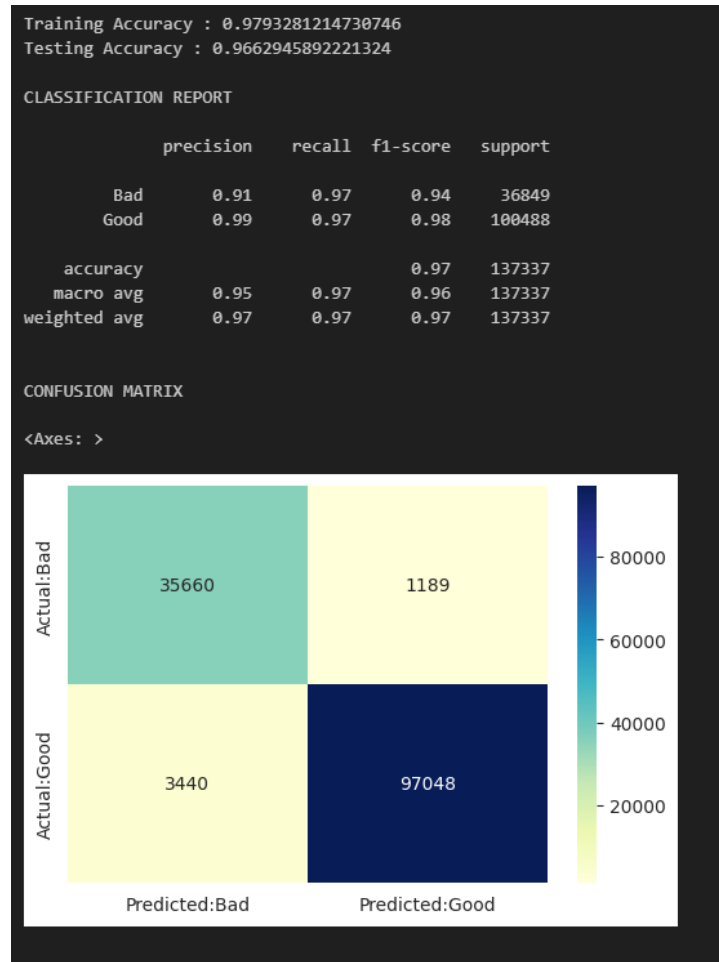 Training Accuracy : 0.9793281214730746
Testing Accuracy : 0.9662945892221324
CLASSIFICATION REPORT
precision recall f1-score support
Bad 0.91 0.97 0.94 36849
Good 0.99 0.97 0.98 100488
accuracy 0.97 137337
macro avg 0.95 0.97 0.96 137337
weighted avg 0.97 0.97 0.97 137337
CONFUSION MATRIX
<Axes: >
Actual:Bad
35660 1189
Actual:Good
3440 97048
Predicted:Bad Predicted:Good
80000
60000
40000
20000